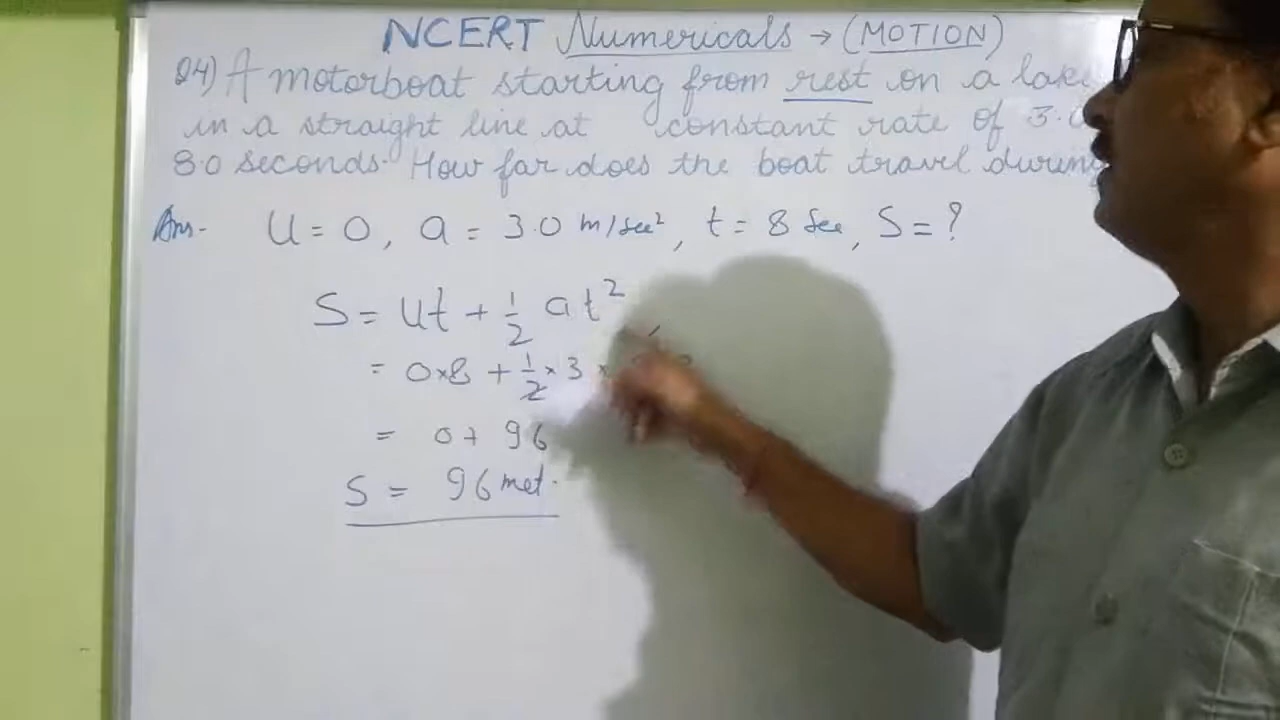 NCERT Numericals → (MOTION)
Q4) A motorboat starting from rest on a lake
in a straight line at constant rate of 3.0
8.0 seconds. How far does the boat travel during
Ans- U = 0, a = 3.0 m/sec², t = 8 Sec, S = ?
S = Ut + 1/2 at²
= 0×8 + 1/2 × 3 ×
= 0 + 96
S = 96 met.